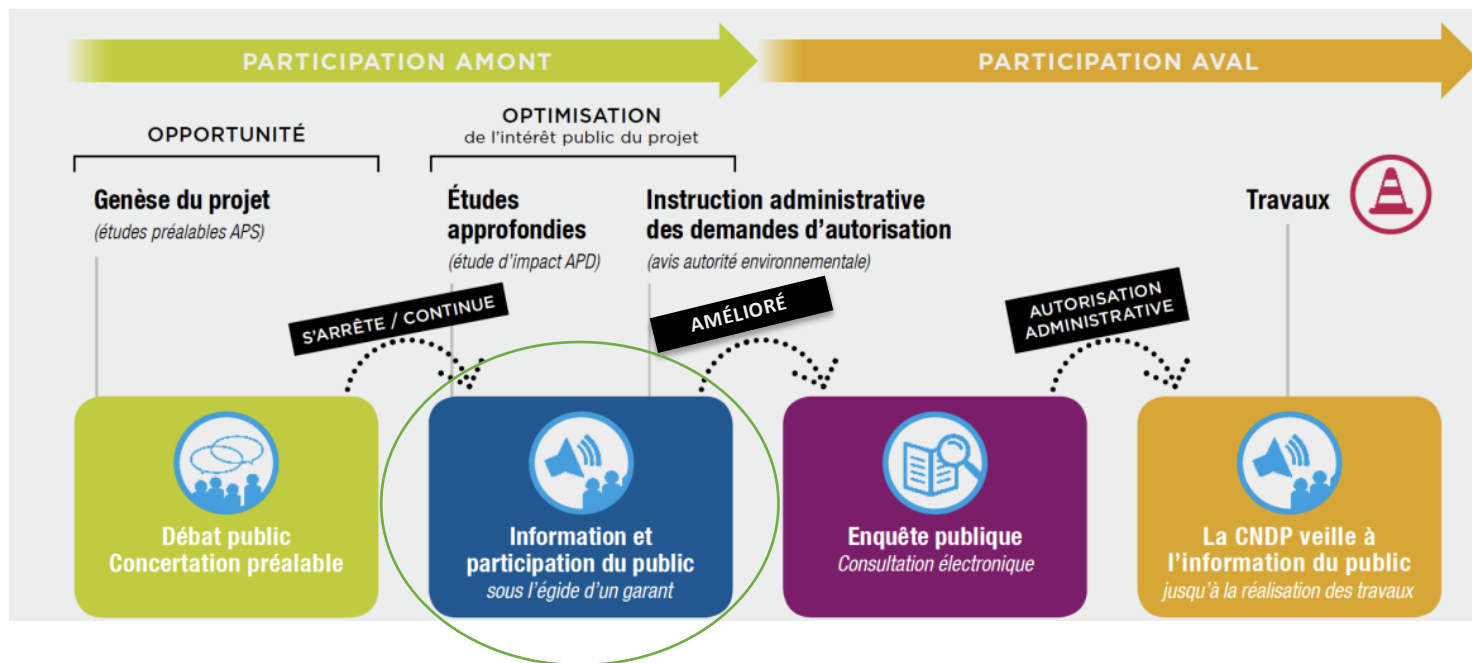 PARTICIPATION AMONT
PARTICIPATION AVAL
OPPORTUNITÉ
OPTIMISATION
de l'intérêt public du projet
Genèse du projet
(études préalables APS)
Études
approfondies
(étude d'impact APD)
Instruction administrative
des demandes d'autorisation
(avis autorité environnementale)
Travaux
S'ARRÊTE / CONTINUE
AMÉLIORÉ
AUTORISATION
ADMINISTRATIVE
Débat public
Concertation préalable
Information et
participation du public
sous l'égide d'un garant
Enquête publique
Consultation électronique
La CNDP veille à
l'information du public
jusqu'à la réalisation des travaux